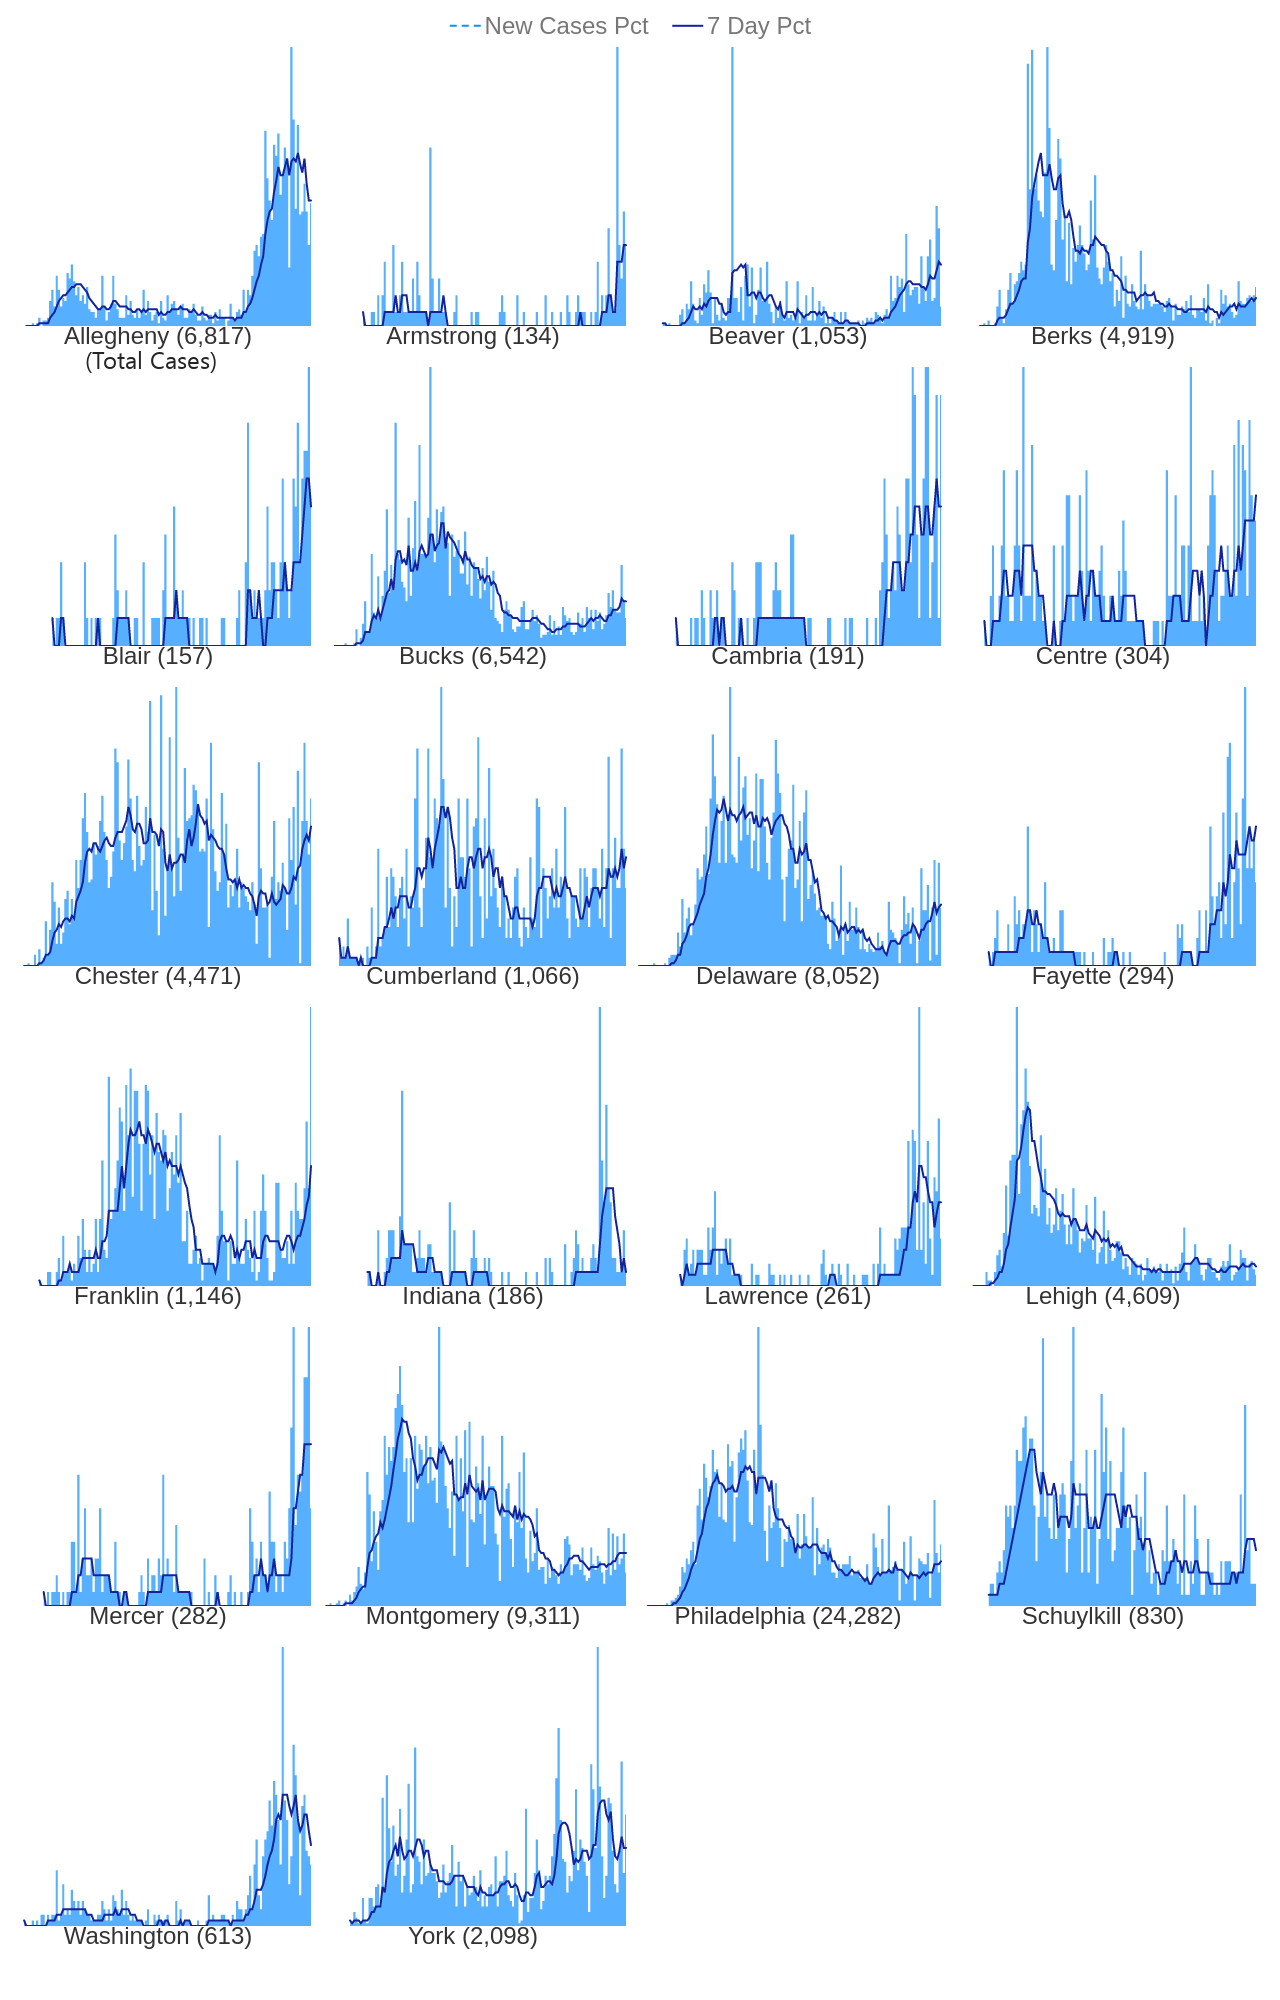 New Cases Pct 7 Day Pct
Allegheny (6,817) Armstrong (134) Beaver (1,053) Berks (4,919)
(Total Cases)
Blair (157) Bucks (6,542) Cambria (191) Centre (304)
Chester (4,471) Cumberland (1,066) Delaware (8,052) Fayette (294)
Franklin (1,146) Indiana (186) Lawrence (261) Lehigh (4,609)
Mercer (282) Montgomery (9,311) Philadelphia (24,282) Schuylkill (830)
Washington (613) York (2,098)